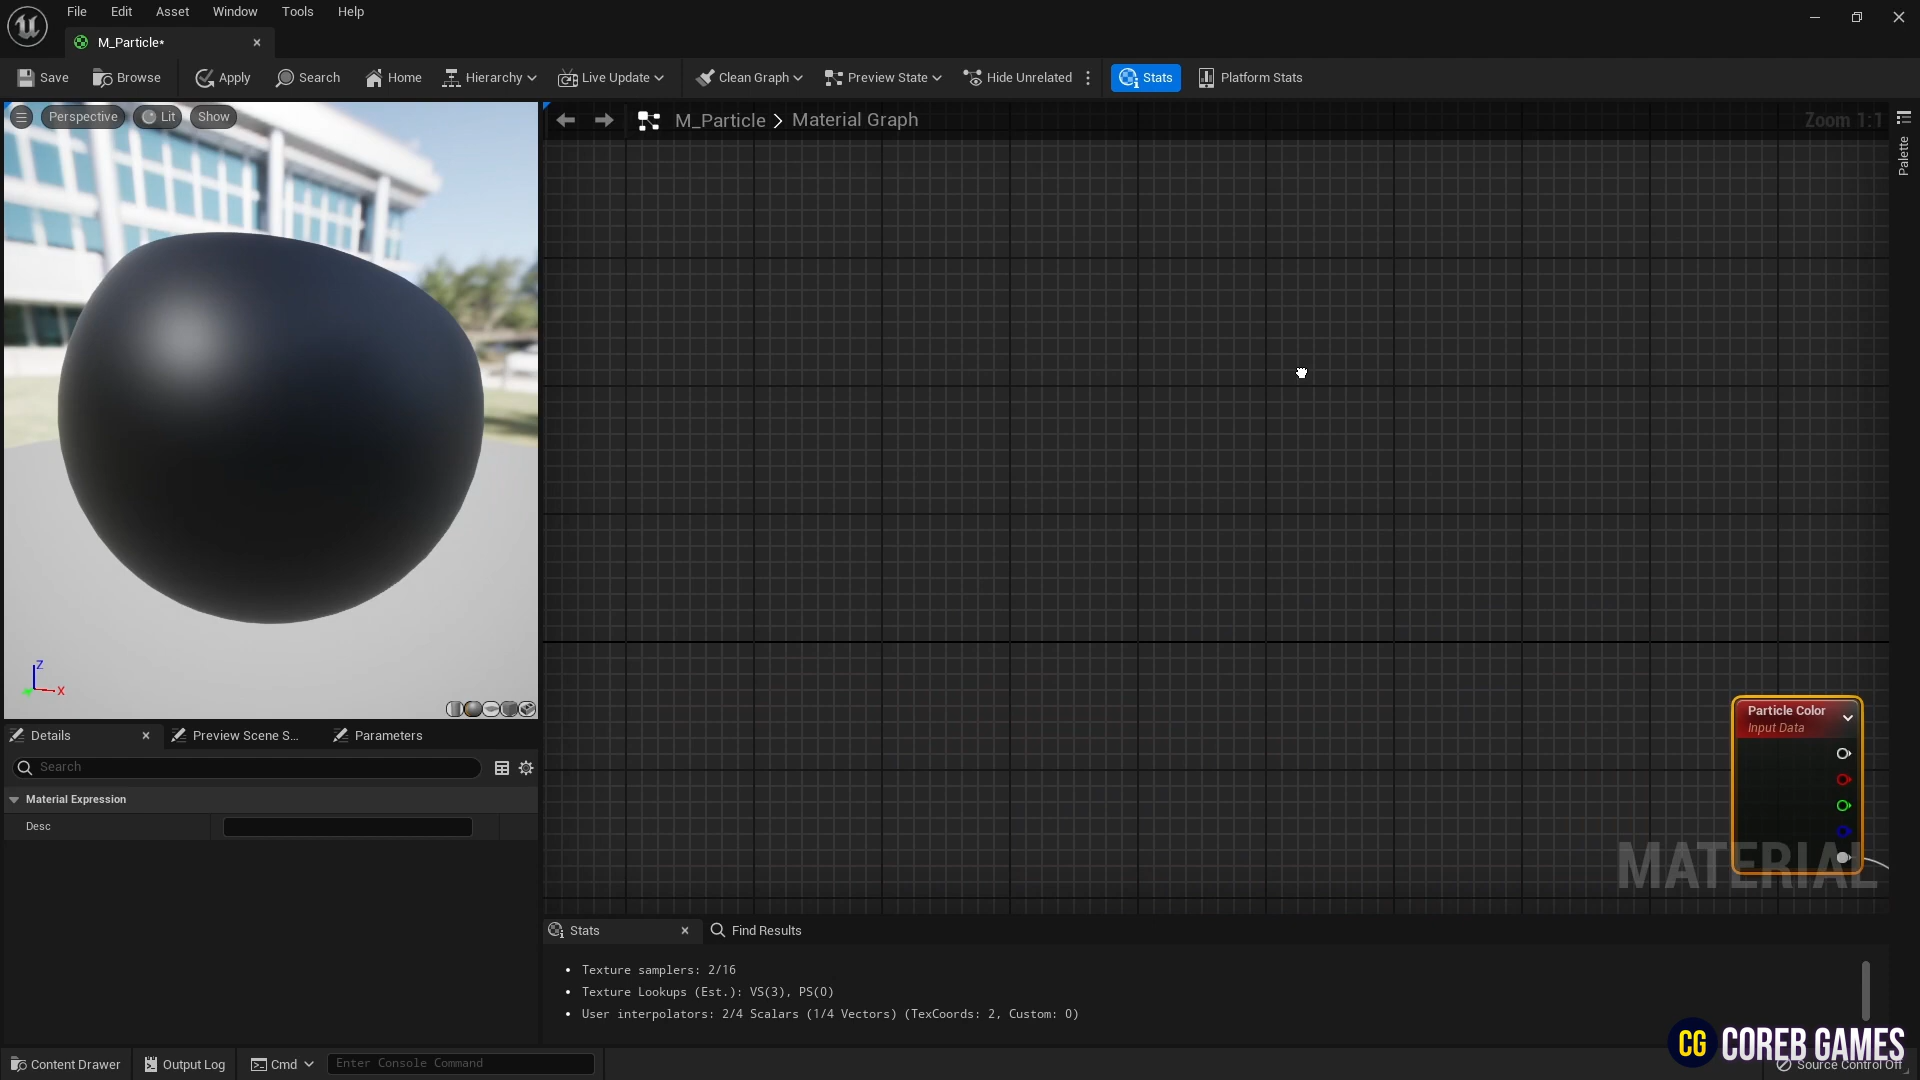 File Edit Asset Window Tools Help
M_Particle*
Save Browse Apply Search Home Hierarchy Live Update Clean Graph Preview State Hide Unrelated Stats Platform Stats
Perspective Lit Show
M_Particle > Material Graph
Zoom 1:1
Palette
Z
X
Particle Color
Input Data
MATERIAL
Details Preview Scene S... Parameters
Search
Material Expression
Desc
Stats Find Results
• Texture samplers: 2/16
• Texture Lookups (Est.): VS(3), PS(0)
• User interpolators: 2/4 Scalars (1/4 Vectors) (TexCoords: 2, Custom: 0)
CG COREB GAMES
Content Drawer Output Log Cmd Enter Console Command Source Control Off